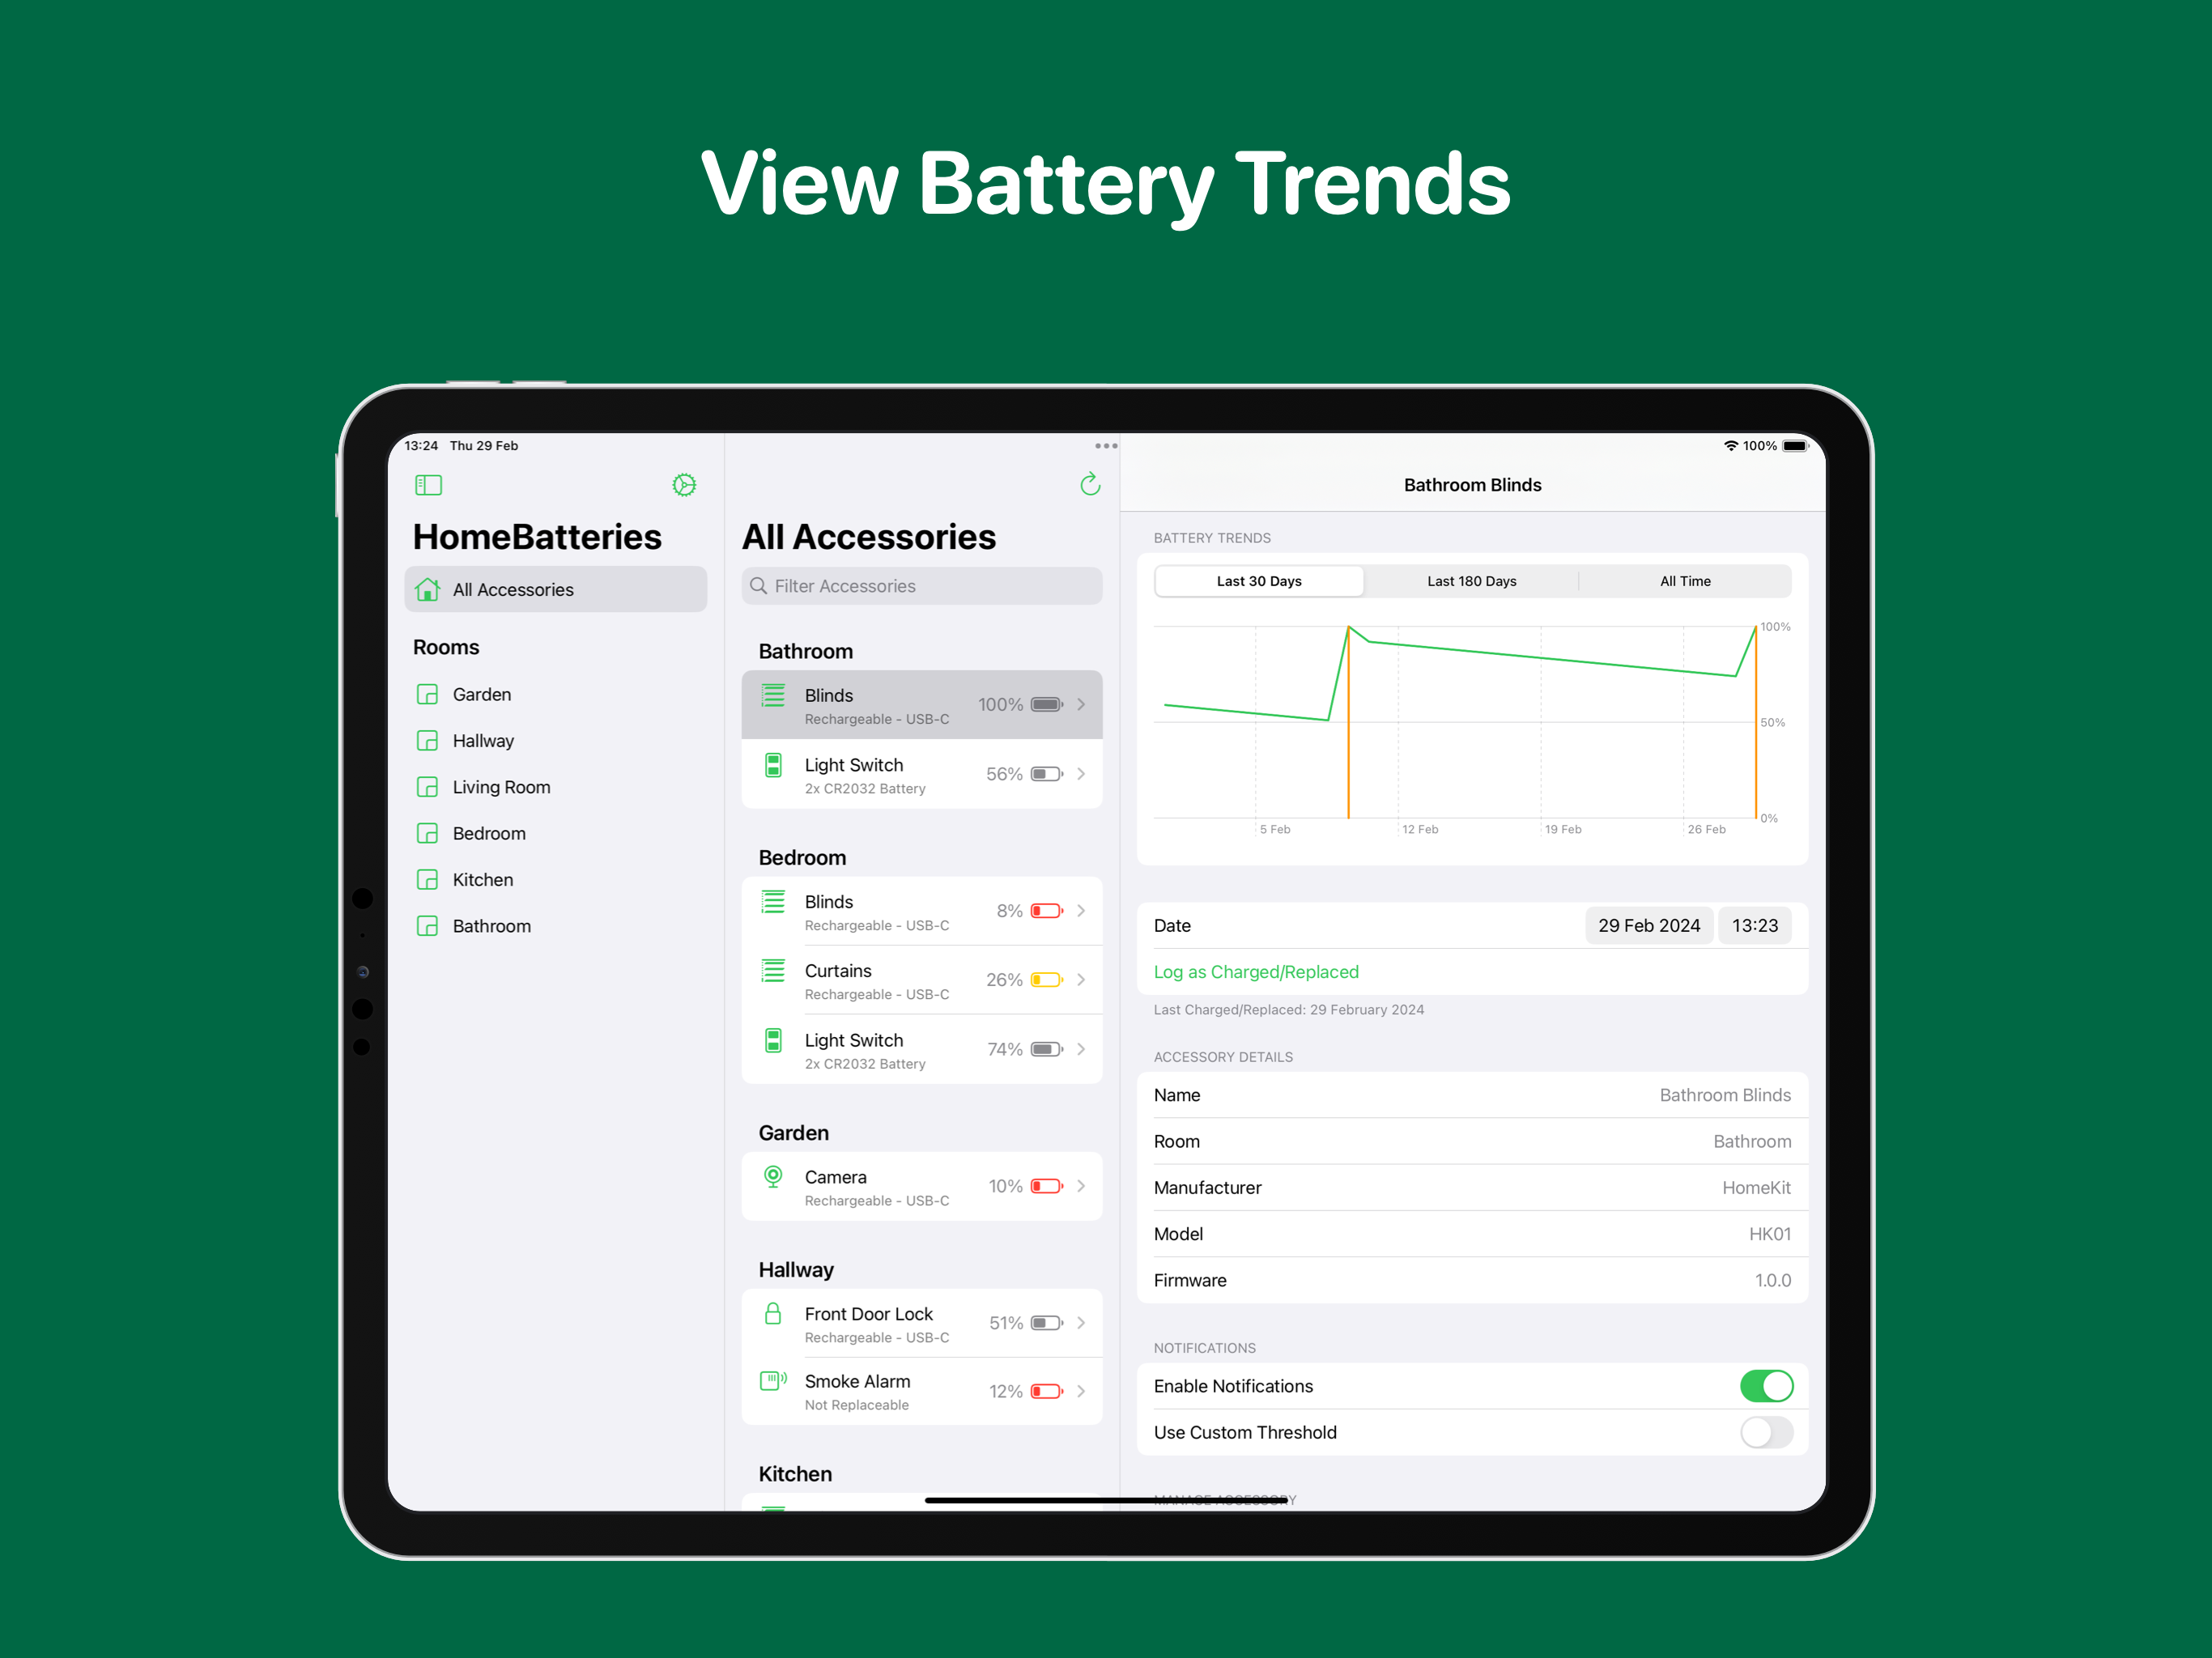 View Battery Trends
13:24 Thu 29 Feb
100%
HomeBatteries
All Accessories
Rooms
Garden
Hallway
Living Room
Bedroom
Kitchen
Bathroom
All Accessories
Filter Accessories
Bathroom
Blinds
Rechargeable - USB-C
100%
Light Switch
2x CR2032 Battery
56%
Bedroom
Blinds
Rechargeable - USB-C
8%
Curtains
Rechargeable - USB-C
26%
Light Switch
2x CR2032 Battery
74%
Garden
Camera
Rechargeable - USB-C
10%
Hallway
Front Door Lock
Rechargeable - USB-C
51%
Smoke Alarm
Not Replaceable
12%
Kitchen
Bathroom Blinds
BATTERY TRENDS
Last 30 Days
Last 180 Days
All Time
100%
50%
0%
5 Feb
12 Feb
19 Feb
26 Feb
Date 29 Feb 2024 13:23
Log as Charged/Replaced
Last Charged/Replaced: 29 February 2024
ACCESSORY DETAILS
Name Bathroom Blinds
Room Bathroom
Manufacturer HomeKit
Model HK01
Firmware 1.0.0
NOTIFICATIONS
Enable Notifications
Use Custom Threshold
MANAGE ACCESSORY